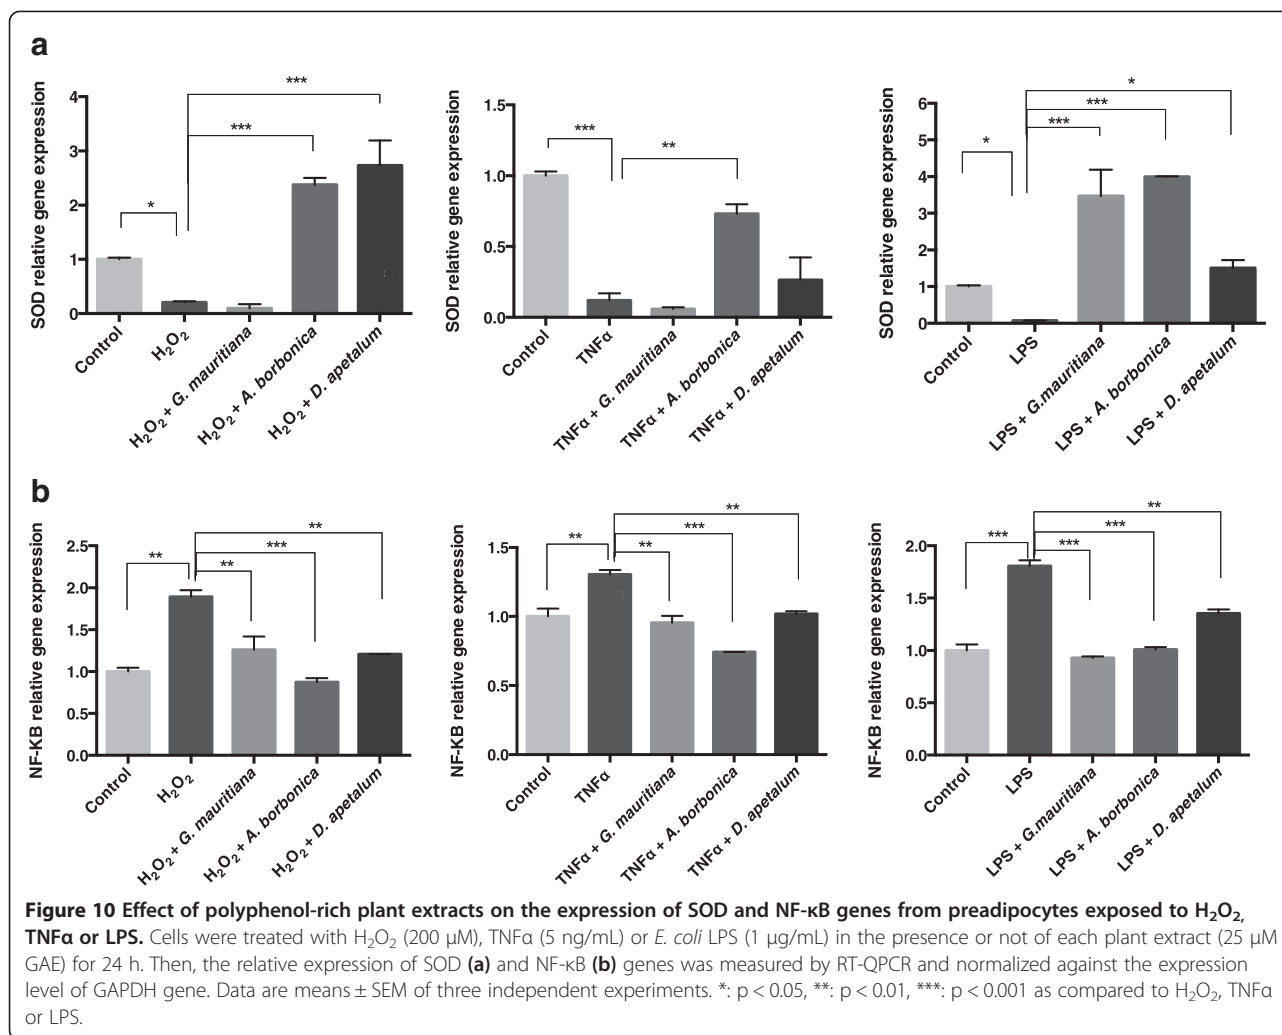 a
SOD relative gene expression
4
3
2
1
0
*
***
***
Control
H₂O₂
H₂O₂ + G. mauritiana
H₂O₂ + A. borbonica
H₂O₂ + D. apetalum
SOD relative gene expression
1.5
1.0
0.5
0.0
***
**
Control
TNFα
TNFα + G. mauritiana
TNFα + A. borbonica
TNFα + D. apetalum
SOD relative gene expression
6
5
4
3
2
1
0
*
***
***
*
Control
LPS
LPS + G.mauritiana
LPS + A. borbonica
LPS + D. apetalum
b
NF-KB relative gene expression
2.5
2.0
1.5
1.0
0.5
0.0
**
**
***
**
Control
H₂O₂
H₂O₂ + G. mauritiana
H₂O₂ + A. borbonica
H₂O₂ + D. apetalum
NF-KB relative gene expression
1.5
1.0
0.5
0.0
**
**
***
**
Control
TNFα
TNFα + G. mauritiana
TNFα + A. borbonica
TNFα + D. apetalum
NF-KB relative gene expression
2.0
1.5
1.0
0.5
0.0
***
***
***
**
Control
LPS
LPS + G.mauritiana
LPS + A. borbonica
LPS + D. apetalum
Figure 10 Effect of polyphenol-rich plant extracts on the expression of SOD and NF-κB genes from preadipocytes exposed to H₂O₂,
TNFα or LPS. Cells were treated with H₂O₂ (200 μM), TNFα (5 ng/mL) or E. coli LPS (1 μg/mL) in the presence or not of each plant extract (25 μM
GAE) for 24 h. Then, the relative expression of SOD (a) and NF-κB (b) genes was measured by RT-QPCR and normalized against the expression
level of GAPDH gene. Data are means ± SEM of three independent experiments. *: p < 0.05, **: p < 0.01, ***: p < 0.001 as compared to H₂O₂, TNFα
or LPS.